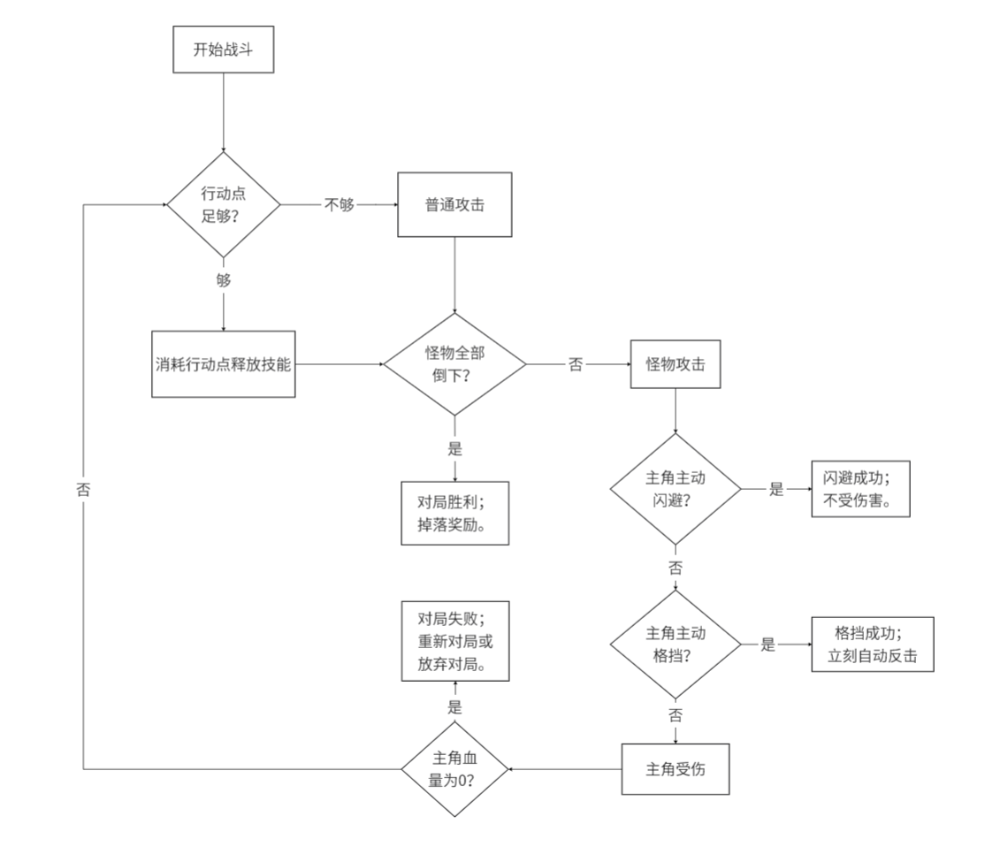 开始战斗
行动点
足够?
不够
普通攻击
够
消耗行动点释放技能
怪物全部
倒下?
否
怪物攻击
是
对局胜利；
掉落奖励。
主角主动
闪避?
是
闪避成功；
不受伤害。
否
否
主角主动
格挡?
是
格挡成功；
立刻自动反击
对局失败；
重新对局或
放弃对局。
是
否
主角血
量为0?
主角受伤